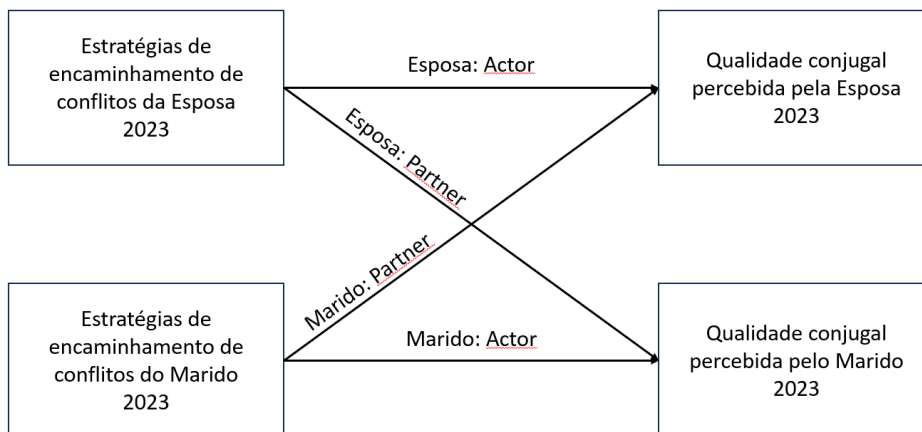 Estratégias de
encaminhamento de
conflitos da Esposa
2023
Esposa: Actor
Qualidade conjugal
percebida pela Esposa
2023
Esposa: Partner
Marido: Partner
Estratégias de
encaminhamento de
conflitos do Marido
2023
Marido: Actor
Qualidade conjugal
percebida pelo Marido
2023